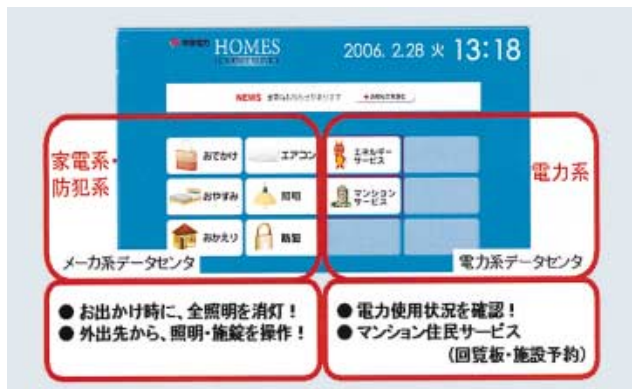 HOMES
2006. 2.28 火 13:18
NEWS
家電系・
防犯系
おでかけ
エアコン
エネルギー
サービス
電力系
おやすみ
照明
マンション
サービス
おかえり
メーカ系データセンタ
電力系データセンタ
● お出かけ時に、全照明を消灯！
● 外出先から、照明・施錠を操作！
● 電力使用状況を確認！
● マンション住民サービス
（回覧板・施設予約）